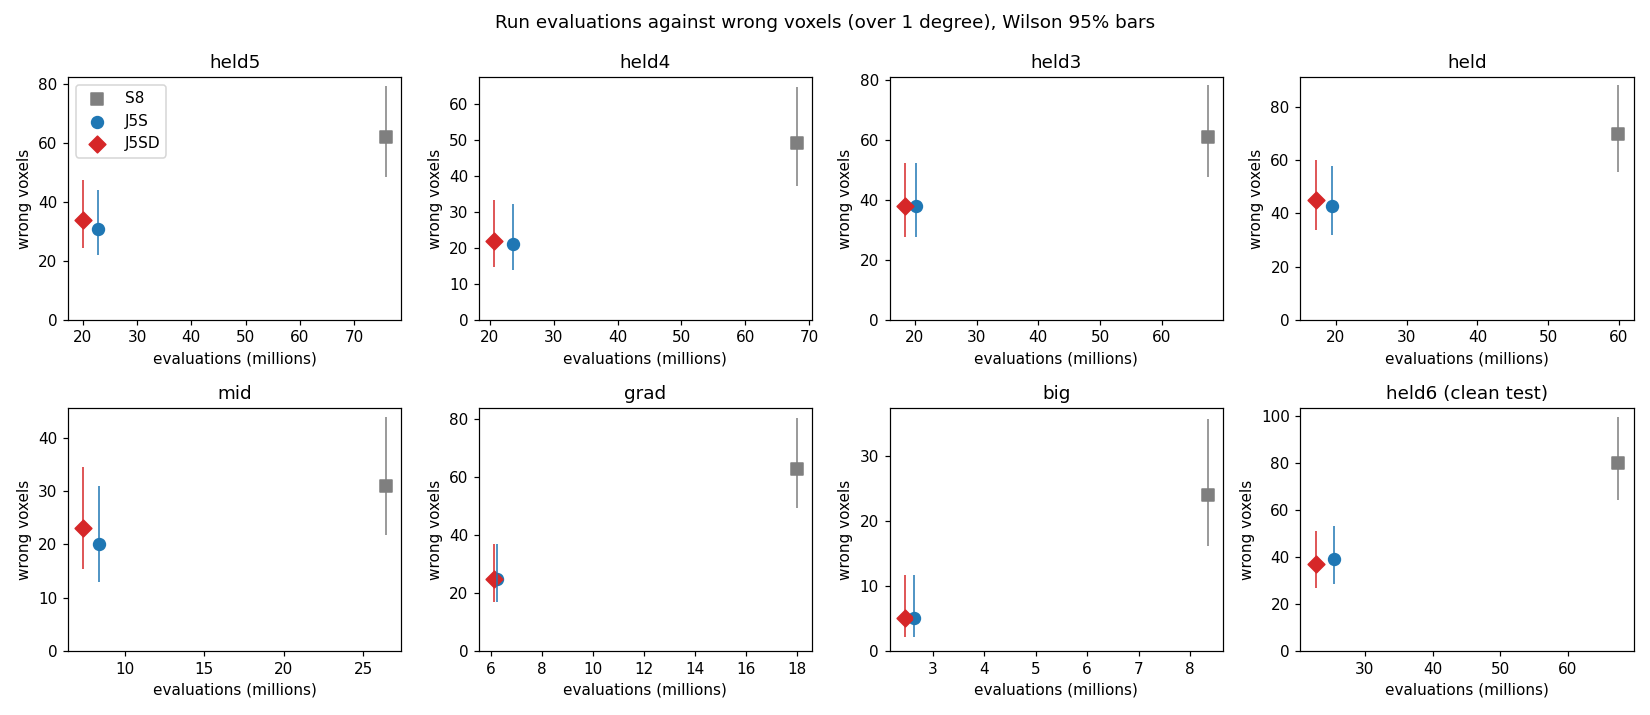 Run evaluations against wrong voxels (over 1 degree), Wilson 95% bars
held5
held4
held3
held
80
60
40
20
0
wrong voxels
S8
J5S
J5SD
20 30 40 50 60 70
evaluations (millions)
60
50
40
30
20
10
0
wrong voxels
20 30 40 50 60 70
evaluations (millions)
80
60
40
20
0
wrong voxels
20 30 40 50 60
evaluations (millions)
80
60
40
20
0
wrong voxels
20 30 40 50 60
evaluations (millions)
mid
grad
big
held6 (clean test)
40
30
20
10
0
wrong voxels
10 15 20 25
evaluations (millions)
80
60
40
20
0
wrong voxels
6 8 10 12 14 16 18
evaluations (millions)
30
20
10
0
wrong voxels
3 4 5 6 7 8
evaluations (millions)
100
80
60
40
20
0
wrong voxels
30 40 50 60
evaluations (millions)